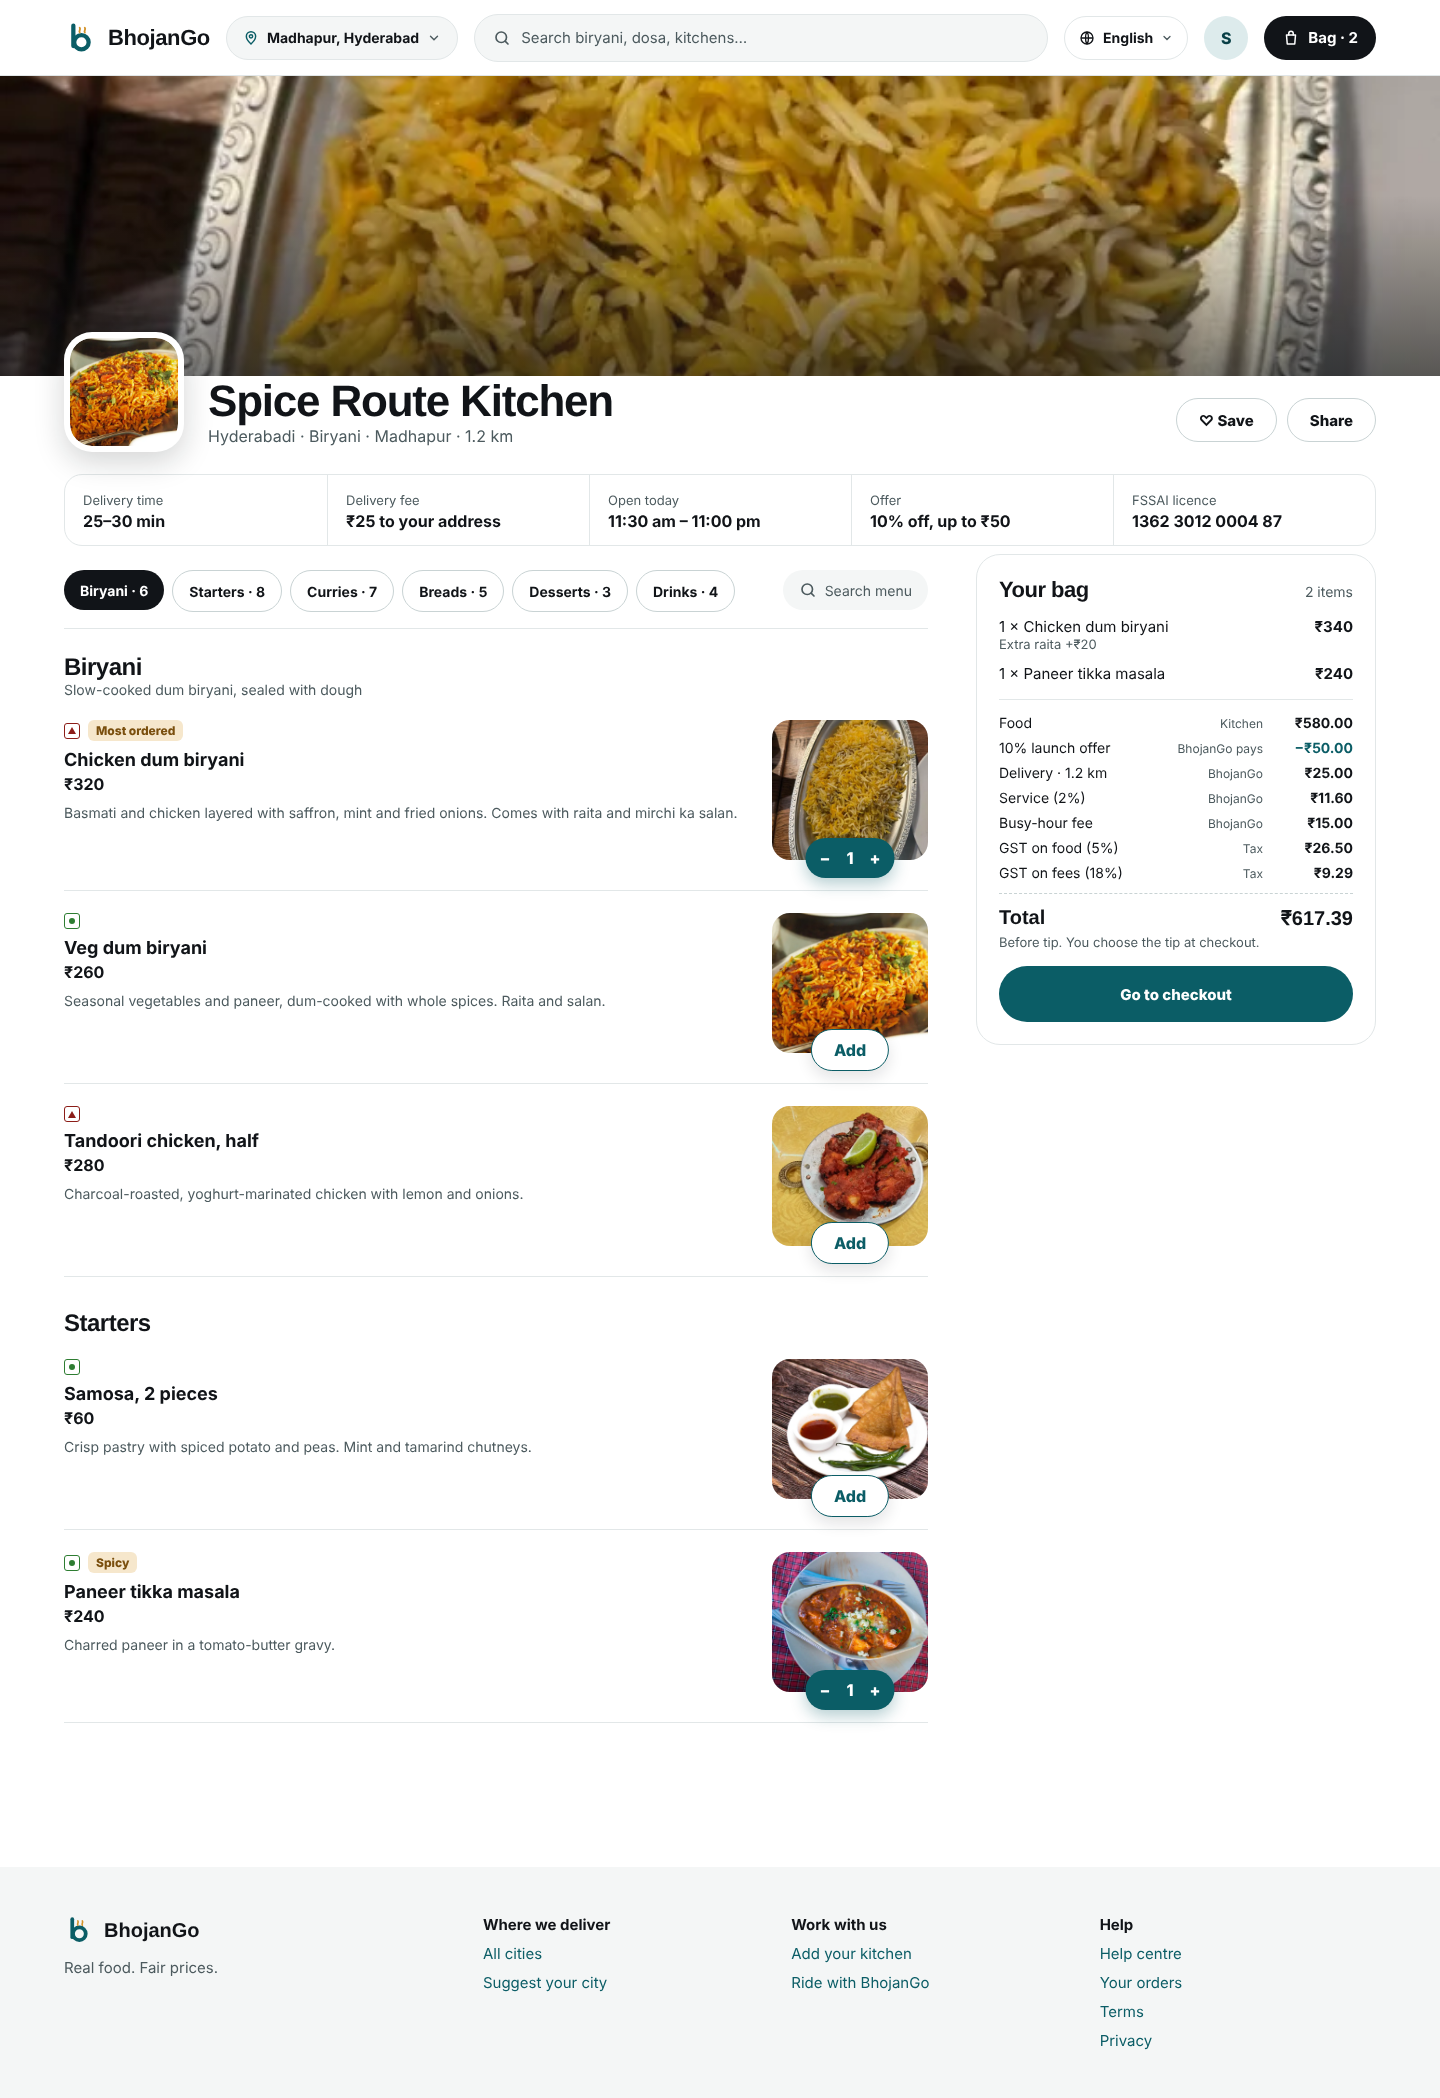 BhojanGo
Madhapur, Hyderabad
Search biryani, dosa, kitchens...
English
S
Bag · 2
Spice Route Kitchen
Hyderabadi · Biryani · Madhapur · 1.2 km
♡ Save
Share
Delivery time
25–30 min
Delivery fee
₹25 to your address
Open today
11:30 am – 11:00 pm
Offer
10% off, up to ₹50
FSSAI licence
1362 3012 0004 87
Biryani · 6
Starters · 8
Curries · 7
Breads · 5
Desserts · 3
Drinks · 4
Search menu
Biryani
Slow-cooked dum biryani, sealed with dough
Most ordered
Chicken dum biryani
₹320
Basmati and chicken layered with saffron, mint and fried onions. Comes with raita and mirchi ka salan.
− 1 +
Veg dum biryani
₹260
Seasonal vegetables and paneer, dum-cooked with whole spices. Raita and salan.
Add
Tandoori chicken, half
₹280
Charcoal-roasted, yoghurt-marinated chicken with lemon and onions.
Add
Starters
Samosa, 2 pieces
₹60
Crisp pastry with spiced potato and peas. Mint and tamarind chutneys.
Add
Spicy
Paneer tikka masala
₹240
Charred paneer in a tomato-butter gravy.
− 1 +
Your bag
2 items
1 × Chicken dum biryani ₹340
Extra raita +₹20
1 × Paneer tikka masala ₹240
Food Kitchen ₹580.00
10% launch offer BhojanGo pays −₹50.00
Delivery · 1.2 km BhojanGo ₹25.00
Service (2%) BhojanGo ₹11.60
Busy-hour fee BhojanGo ₹15.00
GST on food (5%) Tax ₹26.50
GST on fees (18%) Tax ₹9.29
Total ₹617.39
Before tip. You choose the tip at checkout.
Go to checkout
BhojanGo
Real food. Fair prices.
Where we deliver
All cities
Suggest your city
Work with us
Add your kitchen
Ride with BhojanGo
Help
Help centre
Your orders
Terms
Privacy